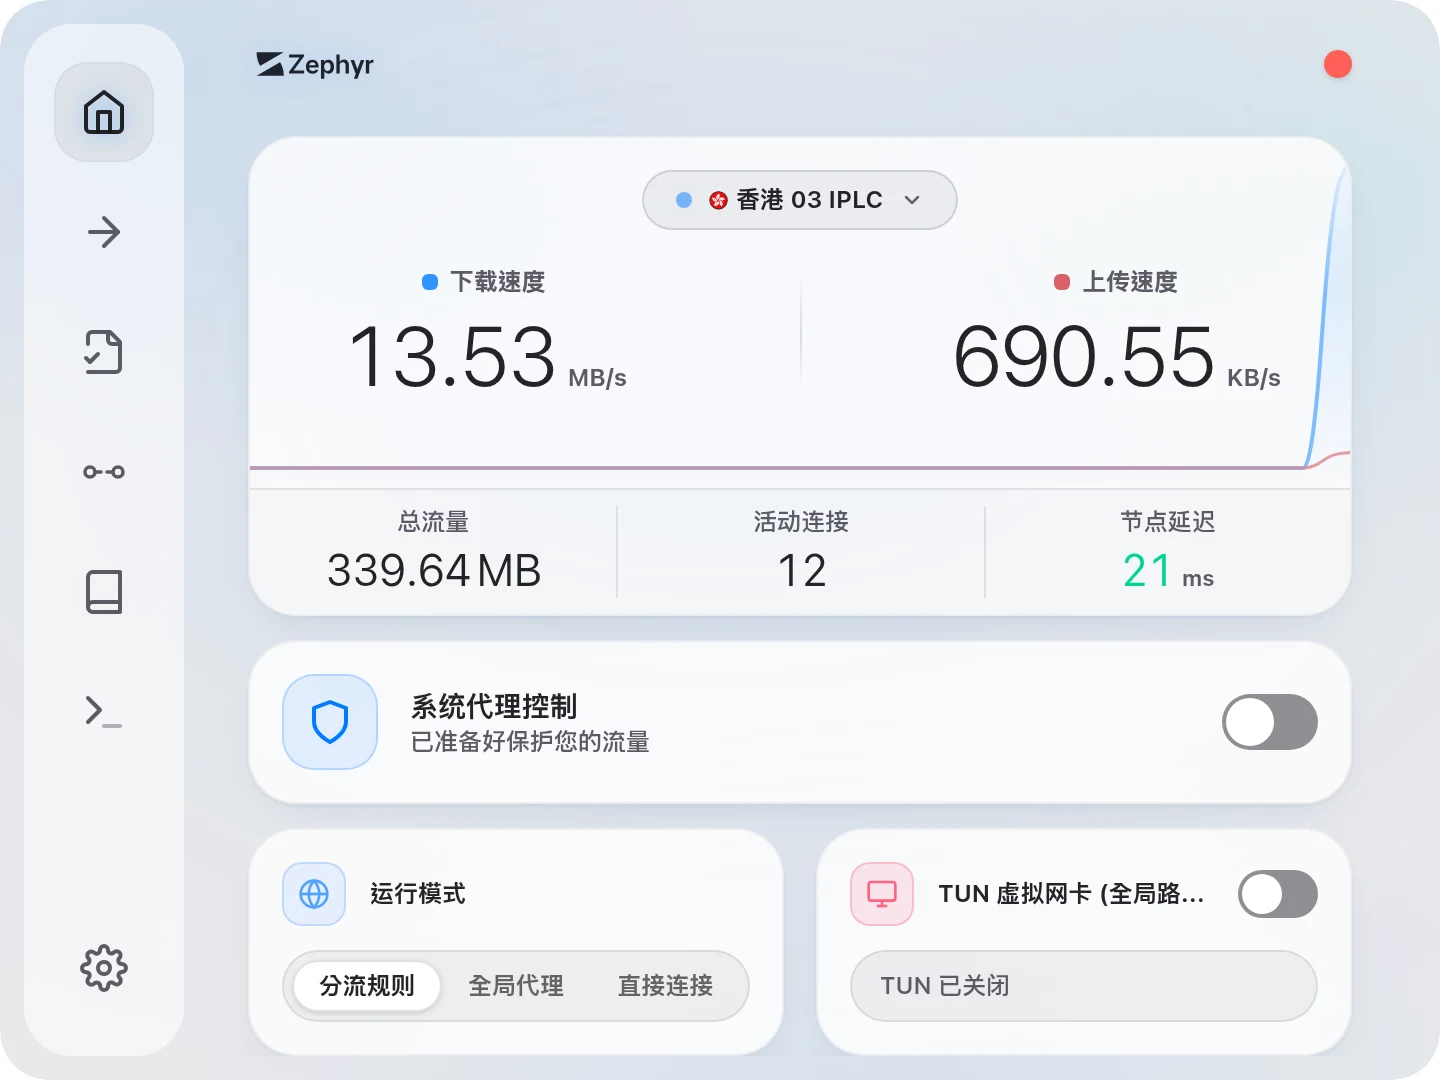 Zephyr
香港 03 IPLC
下载速度
13.53 MB/s
上传速度
690.55 KB/s
总流量
339.64 MB
活动连接
12
节点延迟
21 ms
系统代理控制
已准备好保护您的流量
运行模式
分流规则 全局代理 直接连接
TUN 虚拟网卡 (全局路...
TUN 已关闭